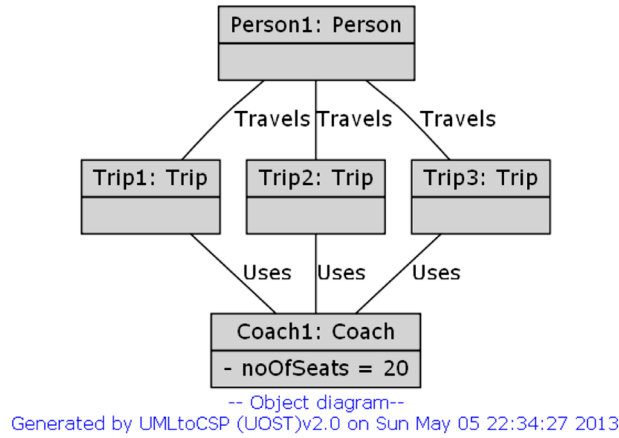 Person1: Person
Travels Travels Travels
Trip1: Trip Trip2: Trip Trip3: Trip
Uses Uses Uses
Coach1: Coach
- noOfSeats = 20
-- Object diagram--
Generated by UMLtoCSP (UOST)v2.0 on Sun May 05 22:34:27 2013